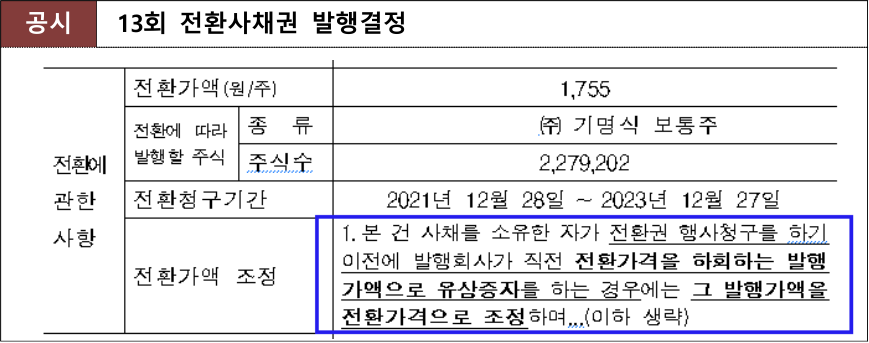 공시 13회 전환사채권 발행결정
전환에 관한 사항
전환가액(원/주) 1,755
전환에 따라 발행할 주식
종 류 ㈜ 기명식 보통주
주식수 2,279,202
전환청구기간 2021년 12월 28일 ~ 2023년 12월 27일
전환가액 조정
1. 본 건 사채를 소유한 자가 전환권 행사청구를 하기
이전에 발행회사가 직전 전환가격을 하회하는 발행
가액으로 유상증자를 하는 경우에는 그 발행가액을
전환가격으로 조정하며,,,(이하 생략)